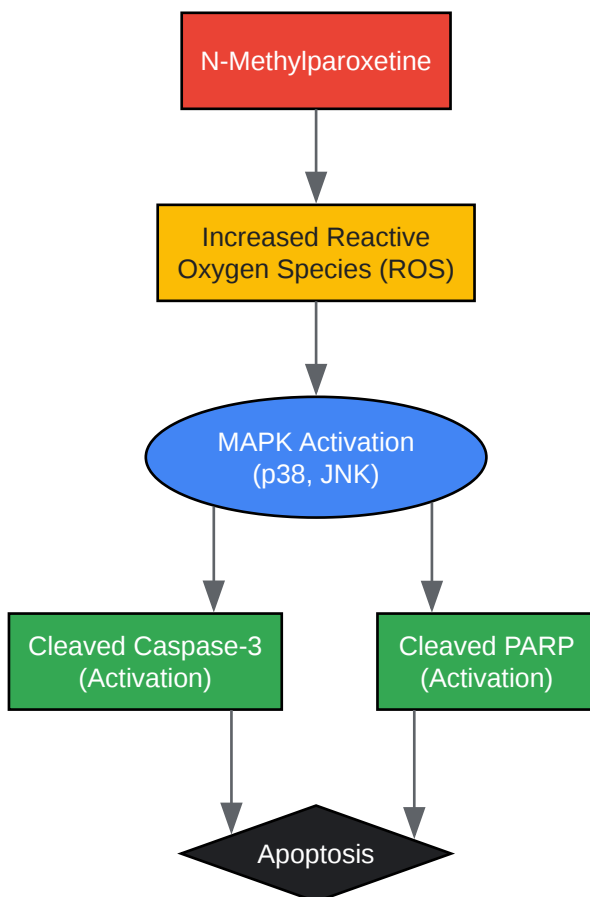 N-Methylparoxetine
Increased Reactive
Oxygen Species (ROS)
MAPK Activation
(p38, JNK)
Cleaved Caspase-3
(Activation)
Cleaved PARP
(Activation)
Apoptosis